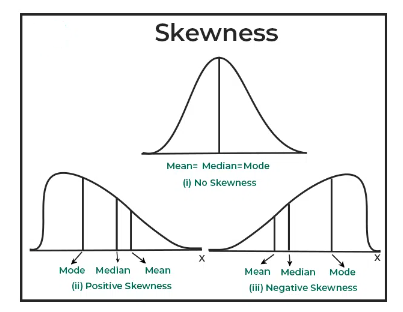 Skewness
Mean= Median=Mode
(i) No Skewness
X
X
Mode Median Mean
Mean Median Mode
(ii) Positive Skewness
(iii) Negative Skewness